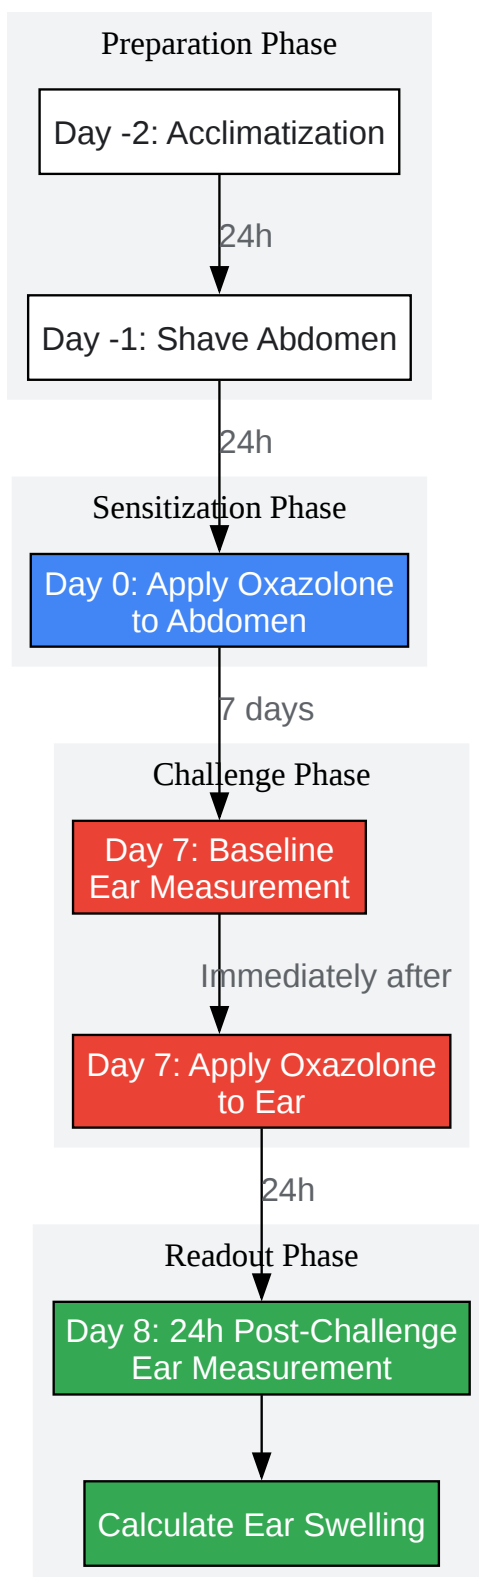 Preparation Phase
Day -2: Acclimatization
24h
Day -1: Shave Abdomen
24h
Sensitization Phase
Day 0: Apply Oxazolone
to Abdomen
7 days
Challenge Phase
Day 7: Baseline
Ear Measurement
Immediately after
Day 7: Apply Oxazolone
to Ear
24h
Readout Phase
Day 8: 24h Post-Challenge
Ear Measurement
Calculate Ear Swelling